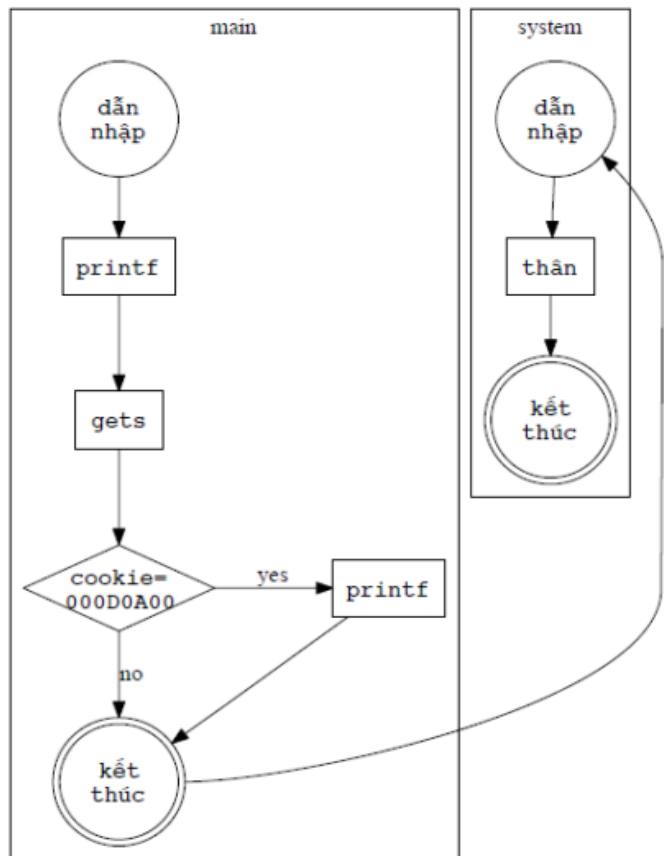 main
dẫn
nhập
printf
gets
cookie=
000D0A00
yes
printf
no
kết
thúc
system
dẫn
nhập
thân
kết
thúc